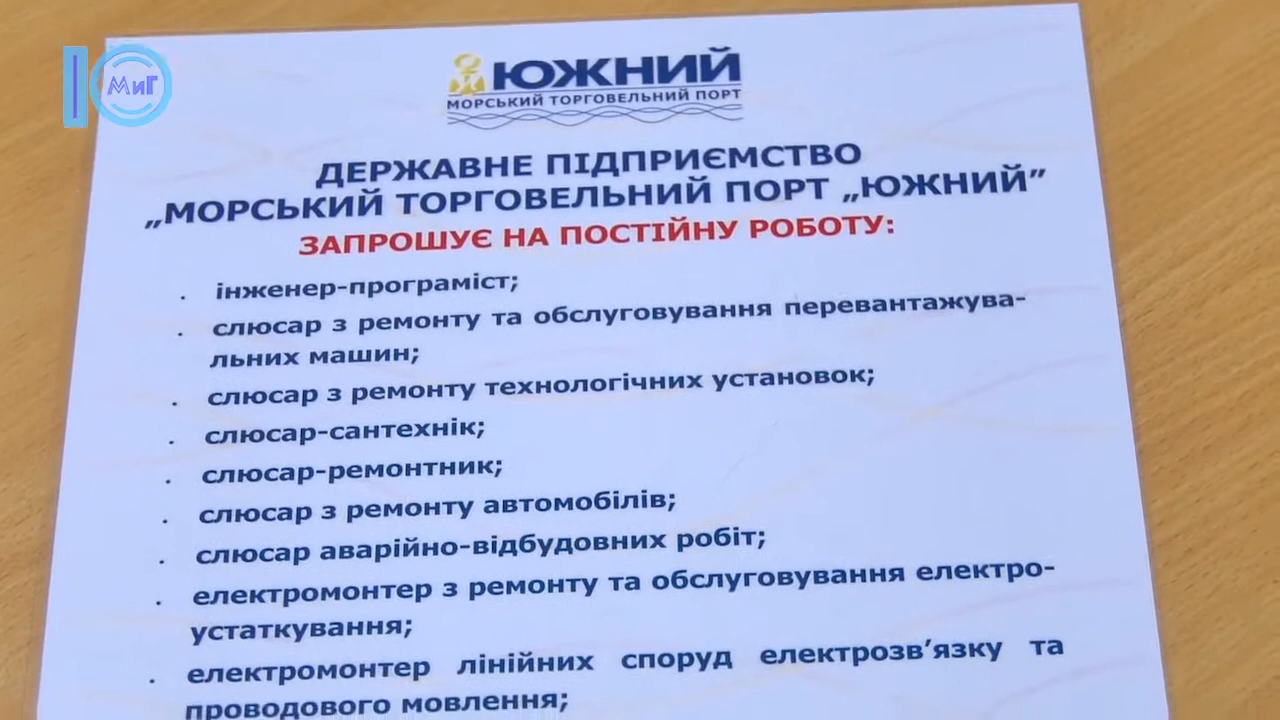 МиГ
ЮЖНИЙ
МОРСЬКИЙ ТОРГОВЕЛЬНИЙ ПОРТ
ДЕРЖАВНЕ ПІДПРИЄМСТВО
„МОРСЬКИЙ ТОРГОВЕЛЬНИЙ ПОРТ „ЮЖНИЙ”
ЗАПРОШУЄ НА ПОСТІЙНУ РОБОТУ:
. інженер-програміст;
. слюсар з ремонту та обслуговування перевантажува-
льних машин;
. слюсар з ремонту технологічних установок;
. слюсар-сантехнік;
. слюсар-ремонтник;
. слюсар з ремонту автомобілів;
. слюсар аварійно-відбудовних робіт;
. електромонтер з ремонту та обслуговування електро-
устаткування;
. електромонтер лінійних споруд електрозв’язку та
проводового мовлення;